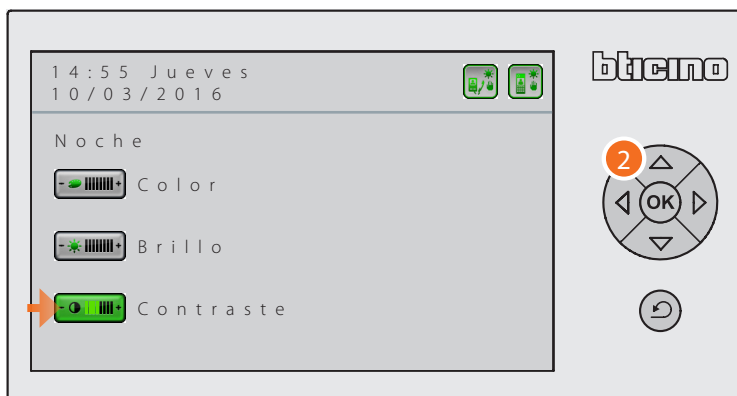 14:55 Jueves
10/03/2016
bticino
Noche
Color
Brillo
Contraste
2
OK